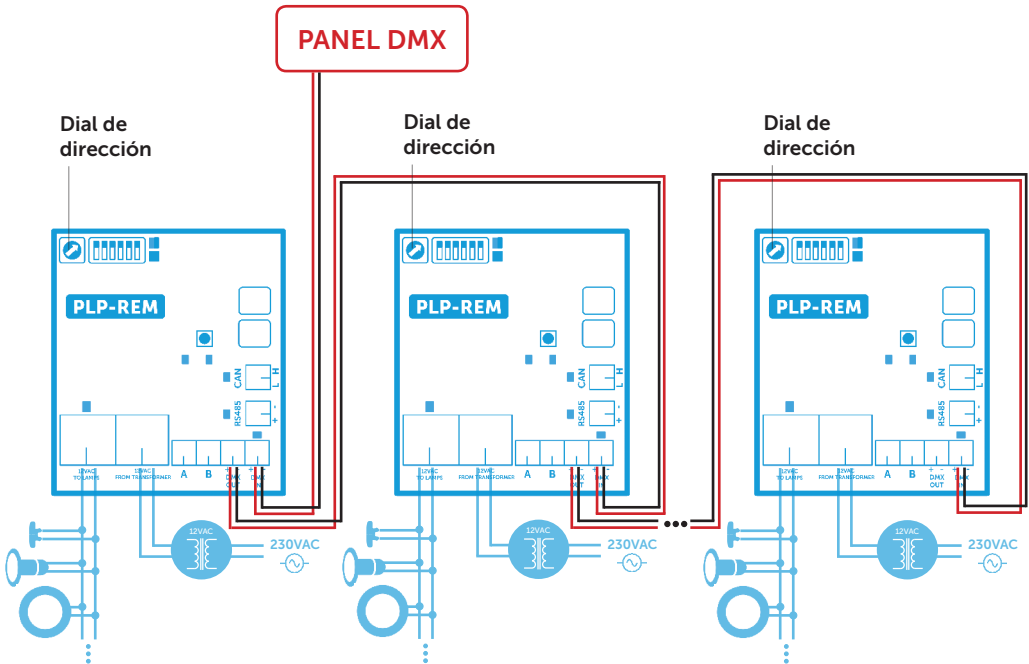 PANEL DMX
Dial de
dirección
Dial de
dirección
Dial de
dirección
PLP-REM
CAN
H
L
RS485
-
+
12VAC
TO LAMPS
12VAC
FROM TRANSFORMER
A
B
+ -
DMX
OUT
+ -
DMX
IN
12VAC
230VAC
PLP-REM
CAN
H
L
RS485
-
+
12VAC
TO LAMPS
12VAC
FROM TRANSFORMER
A
B
+ -
DMX
OUT
+ -
DMX
IN
12VAC
230VAC
PLP-REM
CAN
H
L
RS485
-
+
12VAC
TO LAMPS
12VAC
FROM TRANSFORMER
A
B
+ -
DMX
OUT
+ -
DMX
IN
12VAC
230VAC